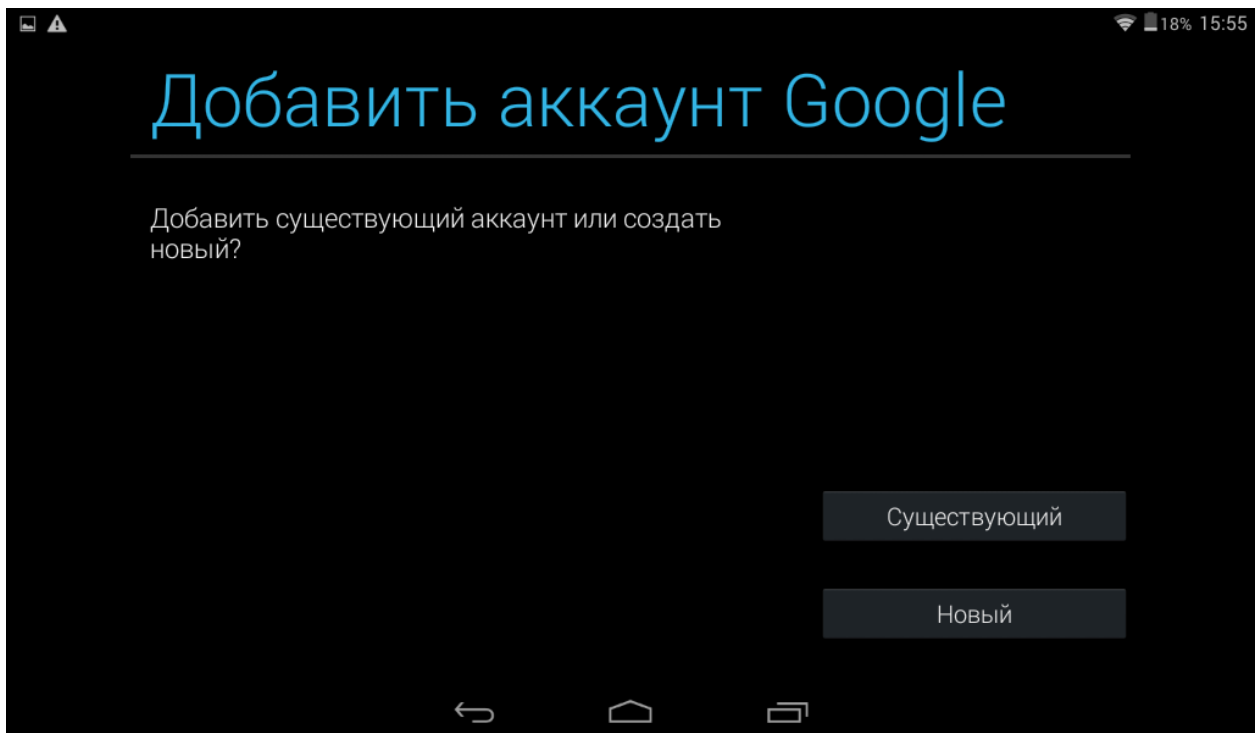 18% 15:55
Добавить аккаунт Google
Добавить существующий аккаунт или создать
новый?
Существующий
Новый